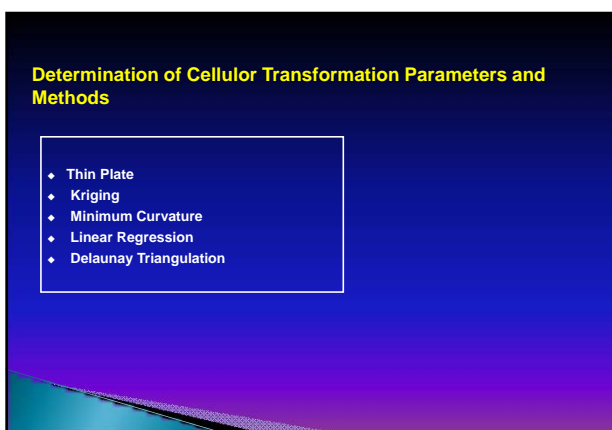 Determination of Cellulor Transformation Parameters and
Methods
◆ Thin Plate
◆ Kriging
◆ Minimum Curvature
◆ Linear Regression
◆ Delaunay Triangulation